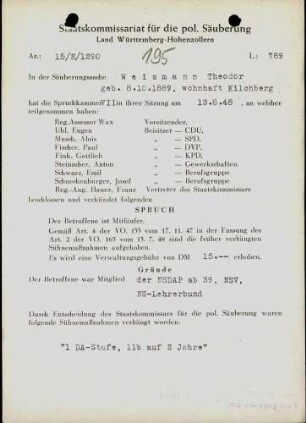 Staatskommissariat für die pol. Säuberung
Land Württemberg-Hohenzollern
Az.: 15/E/1290
195
L.: 789
In der Säuberungssache W e i z m a n n Theodor
geb. 8.10.1889, wohnhaft Kilchberg
hat die Spruchkammer VII in ihrer Sitzung am 13.8.48 , an welcher
teilgenommen haben:
Reg.Assessor Wax Vorsitzender,
Uhl, Eugen Beisitzer — CDU,
Munch, Alois „ — SPD,
Fischer, Paul „ — DVP,
Fink, Gottlieb „ — KPD,
Steinacher, Anton „ — Gewerkschaften,
Schwarz, Emil „ — Berufsgruppe
Schneckenburger, Josef „ — Berufsgruppe
Reg.-Ang. Hauer, Franz Vertreter des Staatskommissars
beschlossen und verkündet folgenden
SPRUCH
Der Betroffene ist Mitläufer.
Gemäß Art. 4 der VO. 133 vom 17. 11. 47 in der Fassung des
Art. 2 der VO. 163 vom 13. 7. 48 sind die früher verhängten
Sühnemaßnahmen aufgehoben.
Es wird eine Verwaltungsgebühr von DM 15.-- erhoben.
Gründe
Der Betroffene war Mitglied der NSDAP ab 39, NSV,
NS-Lehrerbund
Durch Entscheidung des Staatskommissars für die pol. Säuberung waren
folgende Sühnemaßnahmen verhängt worden:
"1 DA-Stufe, 11b auf 2 Jahre"